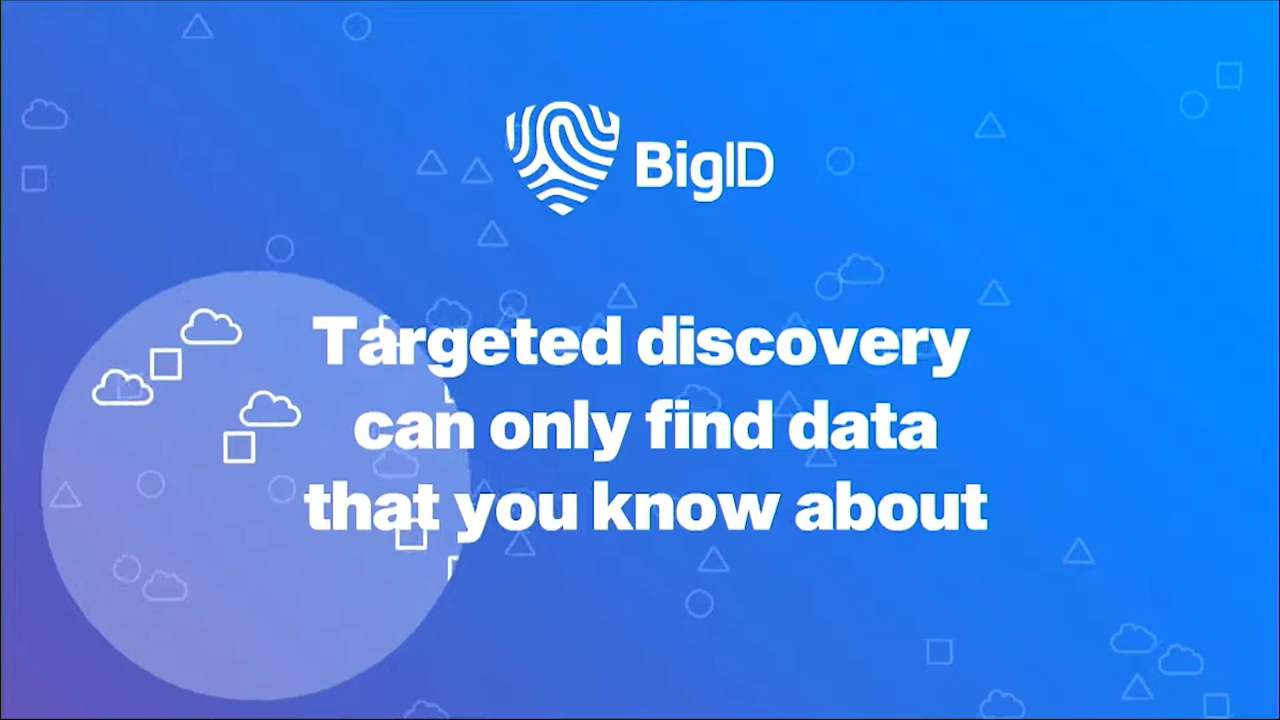 BigID
Targeted discovery
can only find data
that you know about